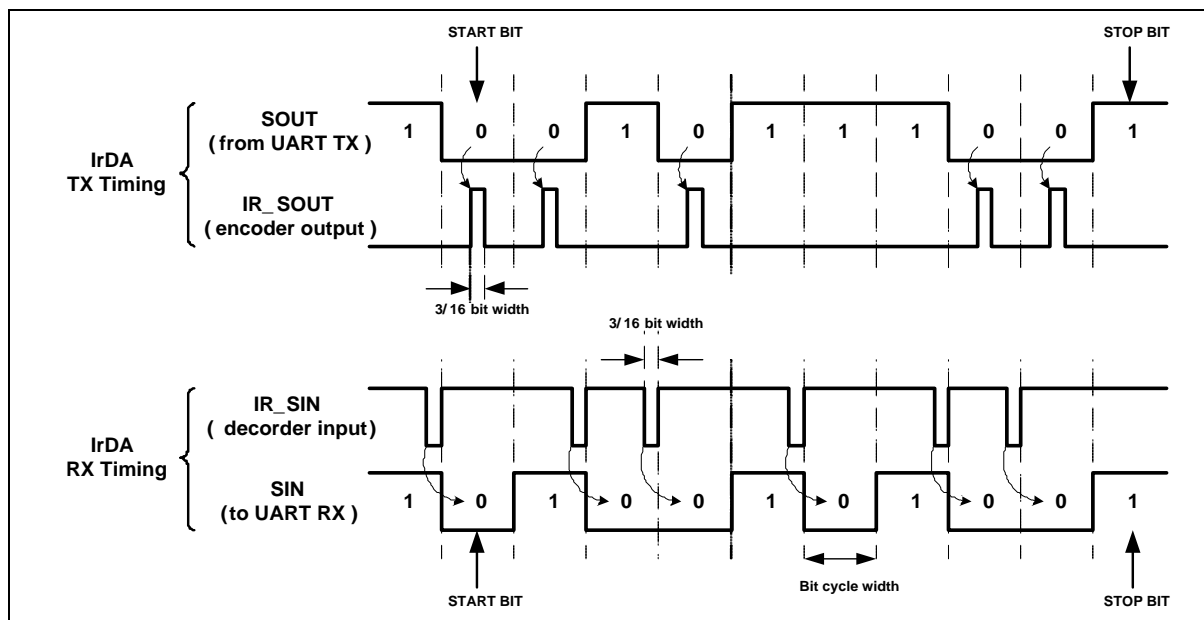 START BIT
STOP BIT
SOUT
( from UART TX )
1 0 0 1 0 1 1 1 0 0 1
IrDA
TX Timing
IR_ SOUT
( encoder output )
3/ 16 bit width
3/ 16 bit width
IR_SIN
( decorder input)
IrDA
RX Timing
SIN
(to UART RX )
1 0 1 0 0 1 0 1 0 0 1
Bit cycle width
START BIT
STOP BIT